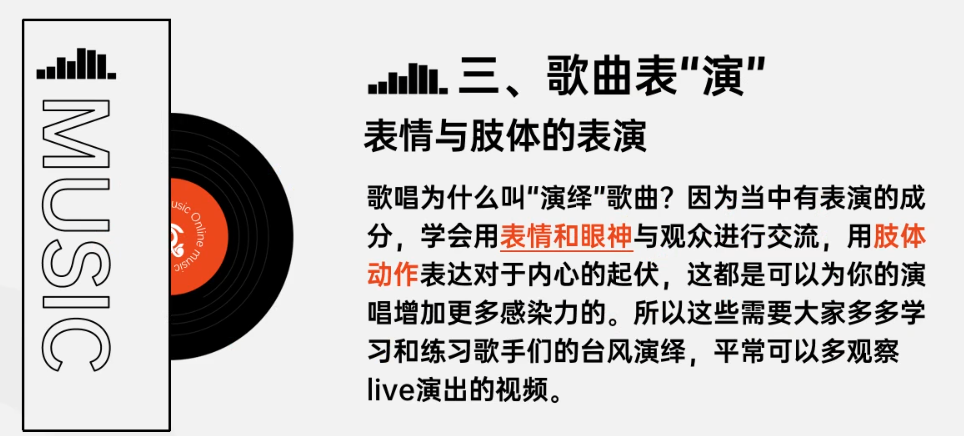 MUSIC
usic Online music
三、歌曲表“演”
表情与肢体的表演
歌唱为什么叫“演绎”歌曲？因为当中有表演的成
分，学会用表情和眼神与观众进行交流，用肢体
动作表达对于内心的起伏，这都是可以为你的演
唱增加更多感染力的。所以这些需要大家多多学
习和练习歌手们的台风演绎，平常可以多观察
live演出的视频。